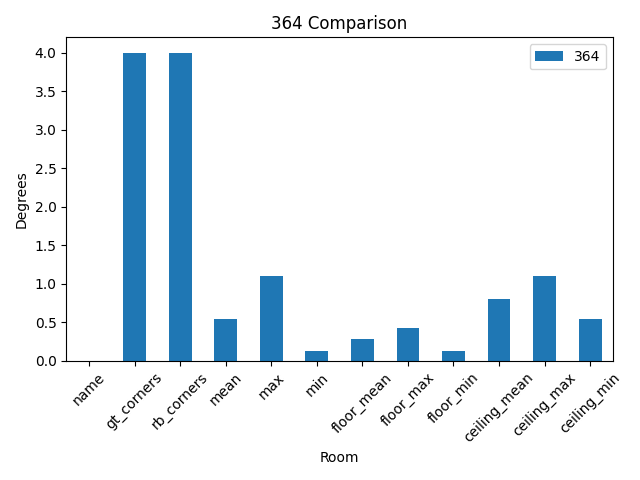 364 Comparison
364
Degrees
4.0
3.5
3.0
2.5
2.0
1.5
1.0
0.5
0.0
name
gt_corners
rb_corners
mean
max
min
floor_mean
floor_max
floor_min
ceiling_mean
ceiling_max
ceiling_min
Room